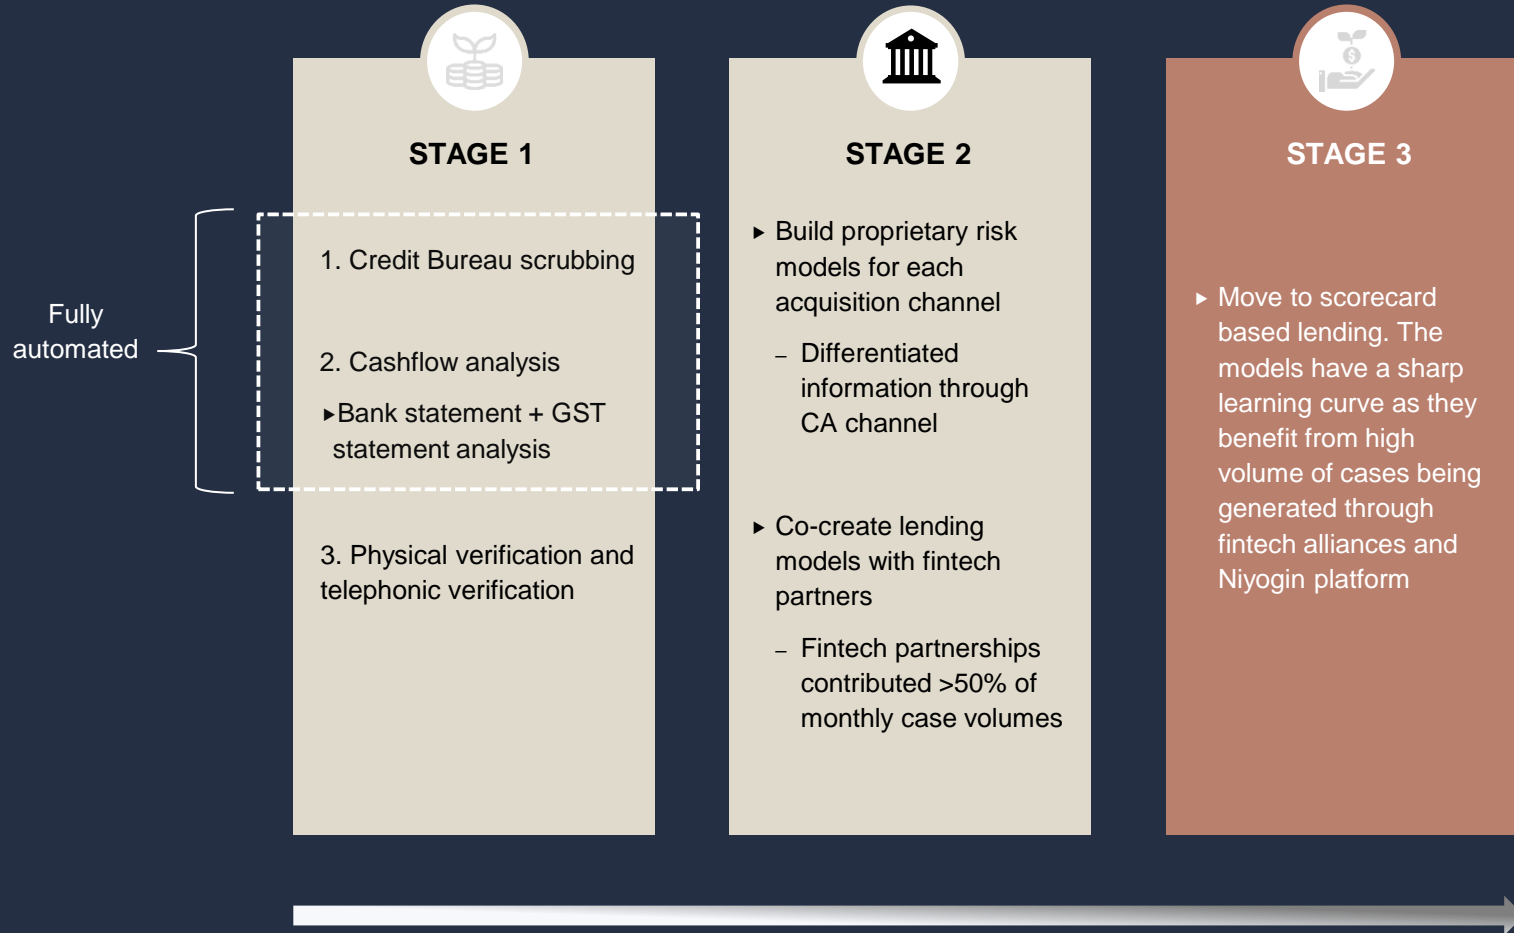 STAGE 1
Fully
automated
1. Credit Bureau scrubbing
2. Cashflow analysis
▸Bank statement + GST
statement analysis
3. Physical verification and
telephonic verification
STAGE 2
▸ Build proprietary risk
models for each
acquisition channel
– Differentiated
information through
CA channel
▸ Co-create lending
models with fintech
partners
– Fintech partnerships
contributed >50% of
monthly case volumes
STAGE 3
▸ Move to scorecard
based lending. The
models have a sharp
learning curve as they
benefit from high
volume of cases being
generated through
fintech alliances and
Niyogin platform